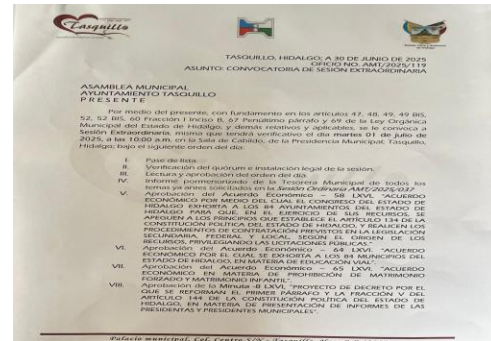 Tasquillo
TASQUILLO, HIDALGO; A 30 DE JUNIO DE 2025
OFICIO NO. AMT/2025/119
ASUNTO: CONVOCATORIA DE SESIÓN EXTRAORDINARIA
ASAMBLEA MUNICIPAL
AYUNTAMIENTO TASQUILLO
P R E S E N T E
Por medio del presente, con fundamento en los artículos 47, 48, 49, 49 BIS,
52, 52 BIS, 60 Fracción I Inciso B, 67 Penúltimo párrafo y 69 de la Ley Orgánica
Municipal del Estado de Hidalgo, y demás relativos y aplicables, se le convoca a
Sesión Extraordinaria, misma que tendrá verificativo el día martes 01 de julio de
2025, a las 10:00 a.m. en la Sala de Cabildo, de la Presidencia Municipal, Tasquillo,
Hidalgo; bajo el siguiente orden del día:
I. Pase de lista.
II. Verificación del quórum e instalación legal de la sesión.
III. Lectura y aprobación del orden del día.
IV. Informe pormenorizado de la Tesorera Municipal de todos los
temas ya antes solicitados en la Sesión Ordinaria AMT/2025/037
V. Aprobación del Acuerdo Económico – 58 LXVI. "ACUERDO
ECONÓMICO POR MEDIO DEL CUAL EL CONGRESO DEL ESTADO DE
HIDALGO EXHORTA A LOS 84 AYUNTAMIENTOS DEL ESTADO DE
HIDALGO PARA QUE, EN EL EJERCICIO DE SUS RECURSOS, SE
APEGUEN A LOS PRINCIPIOS QUE ESTABLECE EL ARTÍCULO 134 DE LA
CONSTITUCIÓN POLÍTICA DEL ESTADO DE HIDALGO, Y REALICEN LOS
PROCEDIMIENTOS DE CONTRATACIÓN PREVISTOS EN LA LEGISLACIÓN
SECUNDARIA, FEDERAL O LOCAL, SEGÚN EL ORIGEN DE LOS
RECURSOS, PRIVILEGIANDO LAS LICITACIONES PÚBLICAS."
VI. Aprobación del Acuerdo Económico – 64 LXVI. "ACUERDO
ECONÓMICO POR EL CUAL SE EXHORTA A LOS 84 MUNICIPIOS DEL
ESTADO DE HIDALGO, EN MATERIA DE EDUCACIÓN VIAL".
VII. Aprobación del Acuerdo Económico – 65 LXVI. "ACUERDO
ECONÓMICO EN MATERIA DE PROHIBICIÓN DE MATRIMONIO
FORZADO Y MATRIMONIO INFANTIL".
VIII. Aprobación de la Minuta -8 LXVI, "PROYECTO DE DECRETO POR EL
QUE SE REFORMAN EL PRIMER PÁRRAFO Y LA FRACCIÓN V DEL
ARTÍCULO 144 DE LA CONSTITUCIÓN POLÍTICA DEL ESTADO DE
HIDALGO, EN MATERIA DE PRESENTACIÓN DE INFORMES DE LAS
PRESIDENTAS Y PRESIDENTES MUNICIPALES".
Palacio municipal, Col. Centro S/N